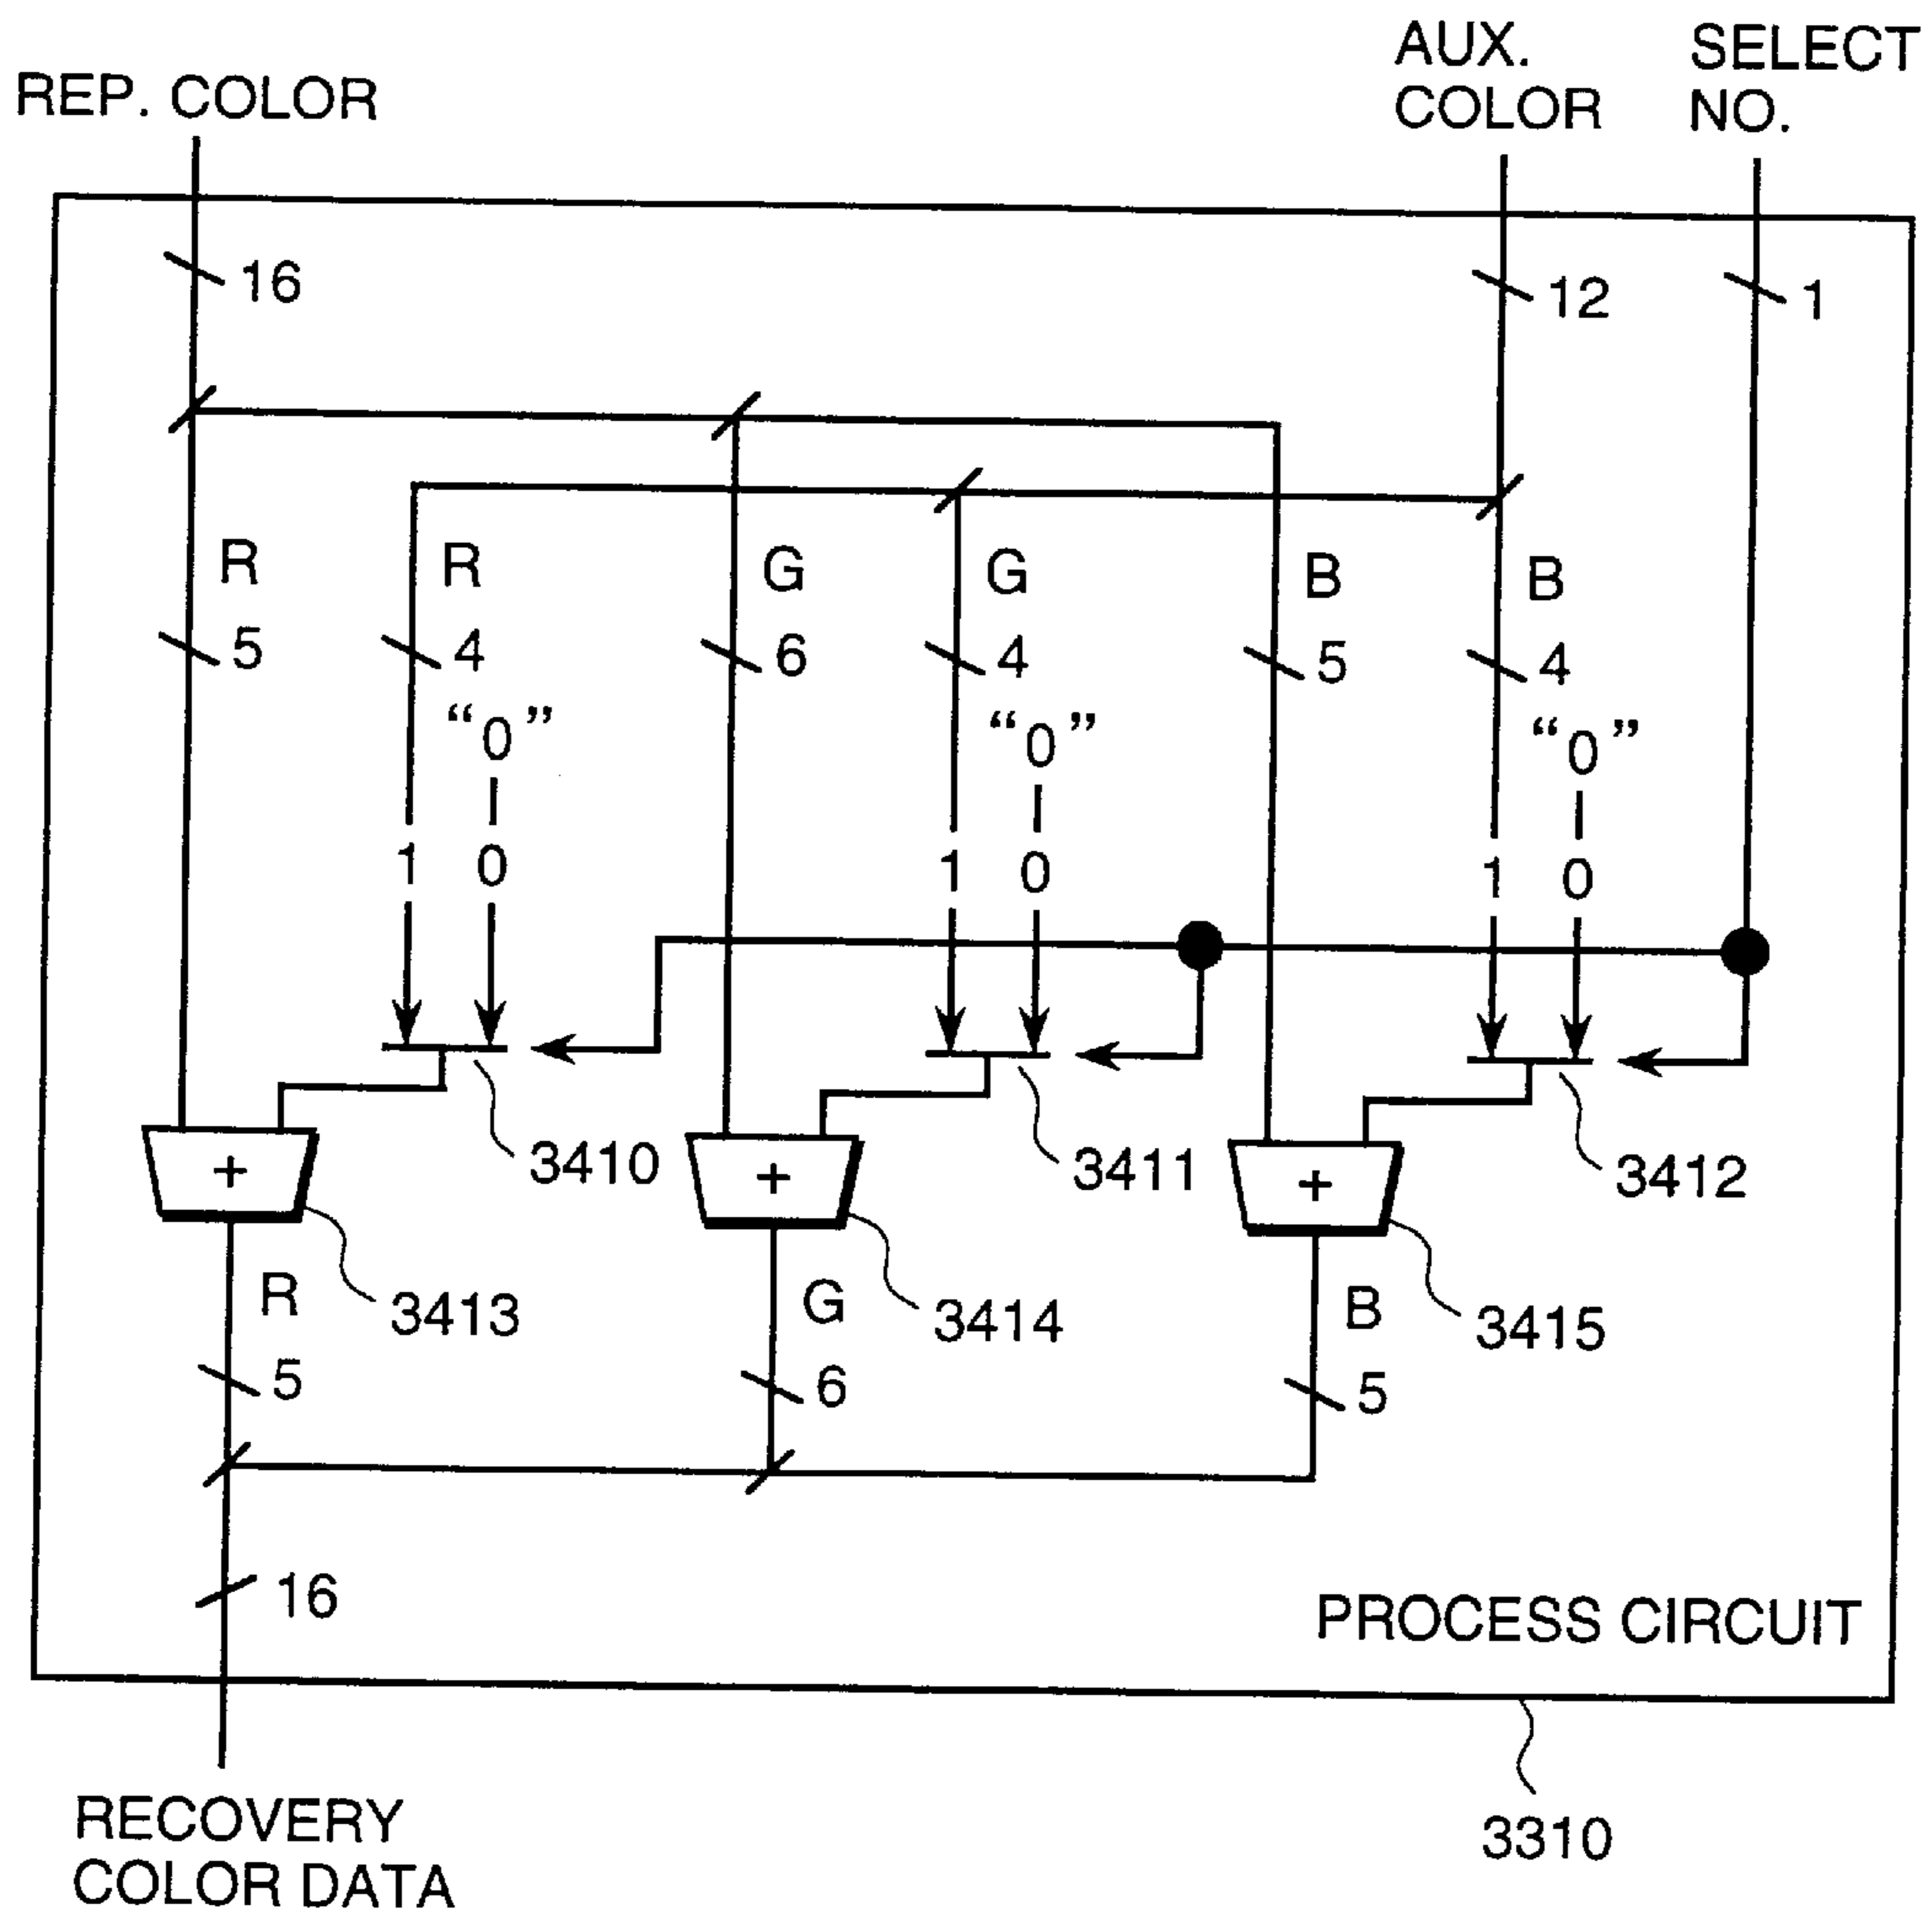 REP. COLOR
AUX.
COLOR
SELECT
NO.
16
12
1
R
R
G
G
B
B
5
4
6
4
5
4
“0”
“0”
“0”
1
0
1
0
1
0
3410
3411
3412
+
+
+
R
3413
G
3414
B
3415
5
6
5
16
PROCESS CIRCUIT
RECOVERY
COLOR DATA
3310